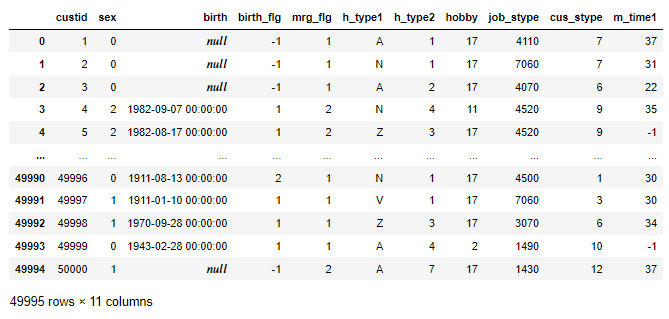 custid sex birth birth_flg mrg_flg h_type1 h_type2 hobby job_stype cus_stype m_time1
0 1 0 null -1 1 A 1 17 4110 7 37
1 2 0 null -1 1 N 1 17 7060 7 31
2 3 0 null -1 1 A 2 17 4070 6 22
3 4 2 1982-09-07 00:00:00 1 2 N 4 11 4520 9 35
4 5 2 1982-08-17 00:00:00 1 2 Z 3 17 4520 9 -1
... ... ... ... ... ... ... ... ... ... ... ...
49990 49996 0 1911-08-13 00:00:00 2 1 N 1 17 4500 1 30
49991 49997 1 1911-01-10 00:00:00 1 1 V 1 17 7060 3 30
49992 49998 1 1970-09-28 00:00:00 1 1 Z 3 17 3070 6 34
49993 49999 0 1943-02-28 00:00:00 1 1 A 4 2 1490 10 -1
49994 50000 1 null -1 2 A 7 17 1430 12 37
49995 rows × 11 columns